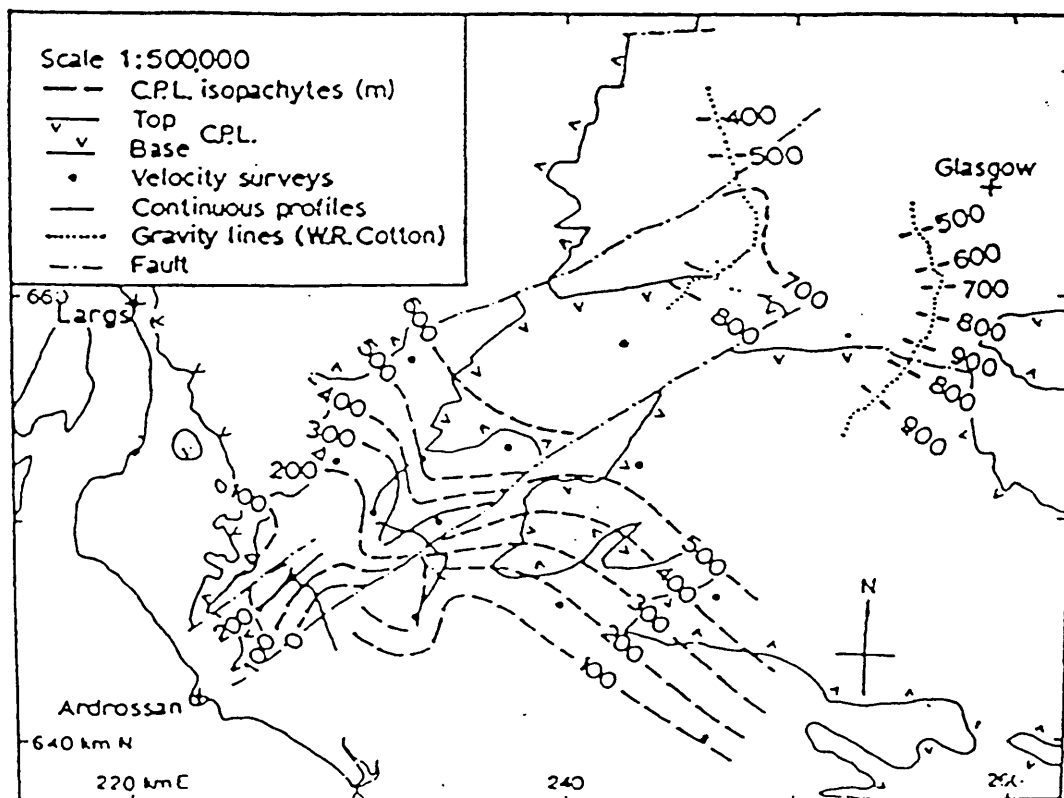 Scale 1:500,000
C.P.L. isopachytes (m)
Top
C.P.L.
Base
Velocity surveys
Continuous profiles
Gravity lines (W.R. Cotton)
Fault
400
500
Glasgow
500
600
700
800
900
800
900
700
800
660
Largs
600
500
400
300
200
100
200
500
400
300
200
100
N
Ardrossan
640 km N
220 km E
240